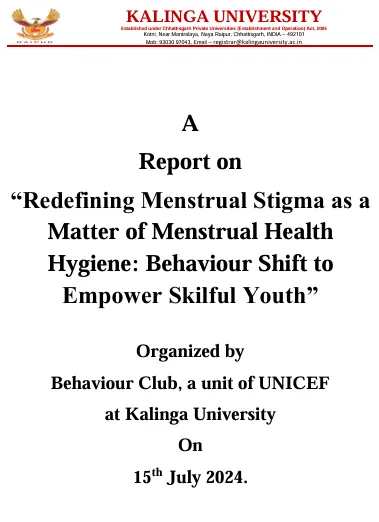 KALINGA UNIVERSITY
Established under Chhattisgarh Private Universities (Establishment and Operation) Act, 2005
Kotni, Near Mantralaya, Naya Raipur, Chhattisgarh, INDIA – 492101
Mob: 93030 97043, Email – registrar@kalingauniversity.ac.in
RAIPUR
A
Report on
“Redefining Menstrual Stigma as a
Matter of Menstrual Health
Hygiene: Behaviour Shift to
Empower Skilful Youth”
Organized by
Behaviour Club, a unit of UNICEF
at Kalinga University
On
15th July 2024.